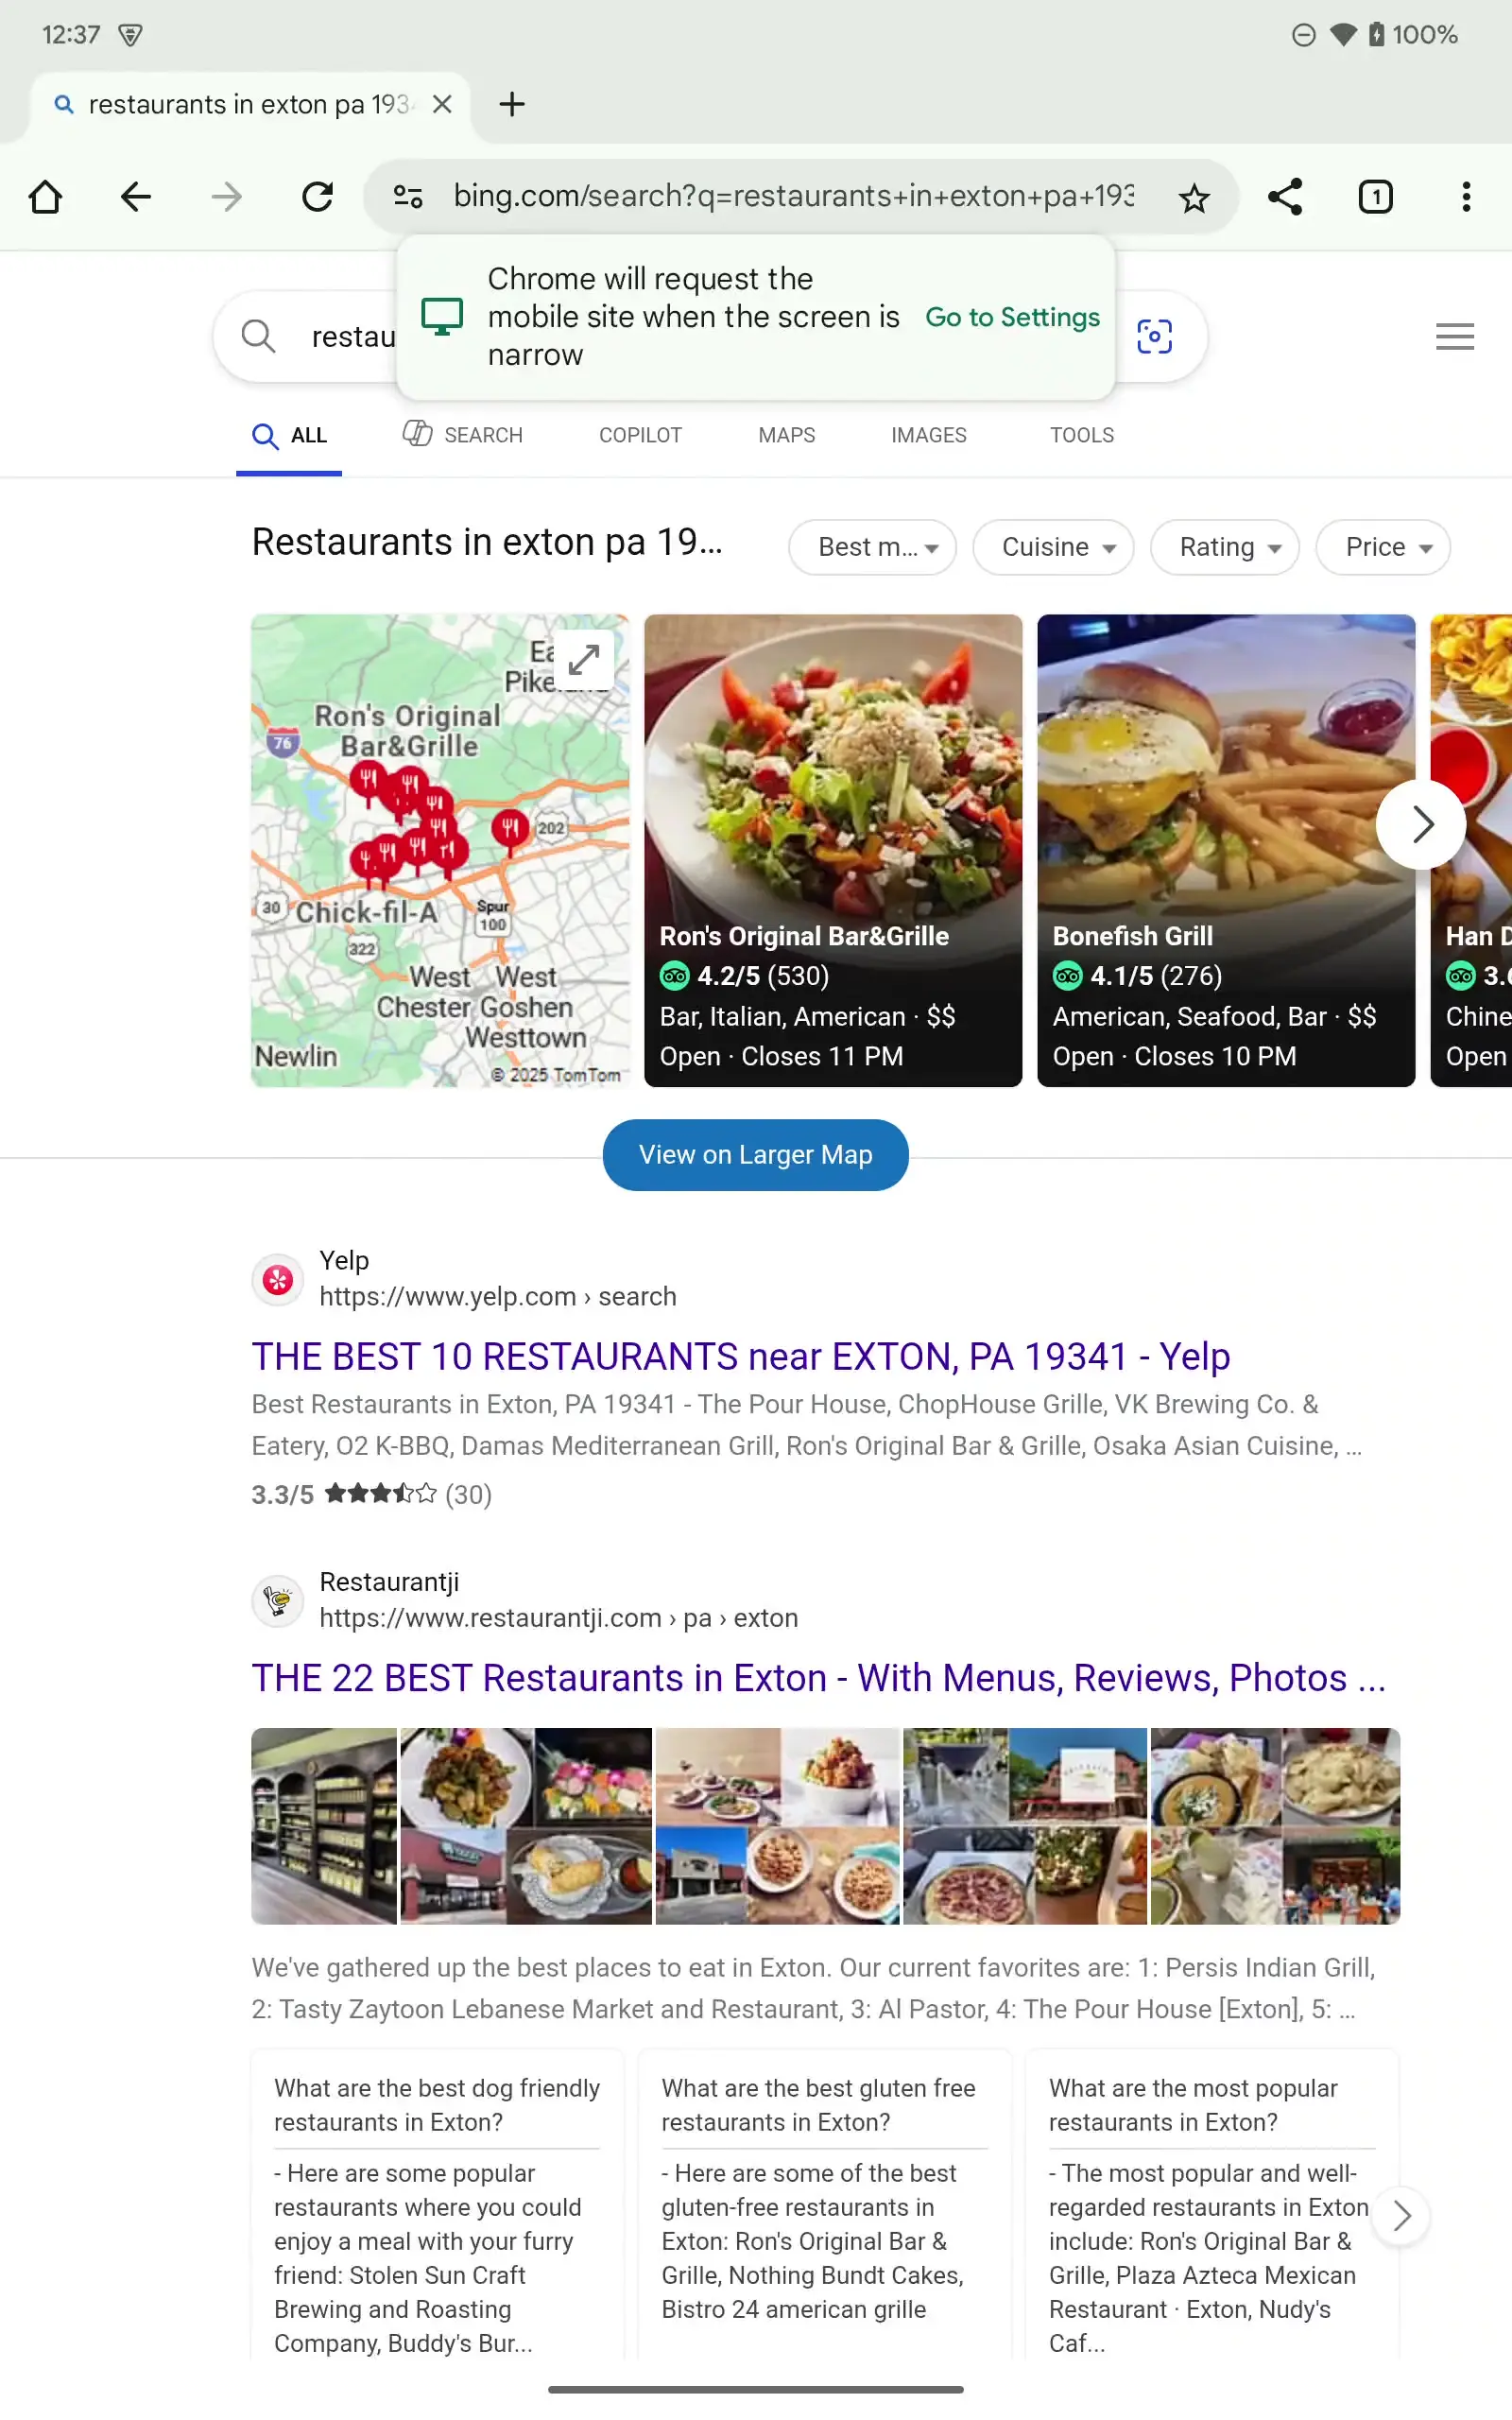 12:37
100%
restaurants in exton pa 193
bing.com/search?q=restaurants+in+exton+pa+193
1
Chrome will request the
mobile site when the screen is
narrow
Go to Settings
restau
ALL
SEARCH
COPILOT
MAPS
IMAGES
TOOLS
Restaurants in exton pa 19...
Best m...
Cuisine
Rating
Price
Ron's Original
Bar&Grille
76
202
30
Chick-fil-A
Spur
100
322
West West
Chester Goshen
Westtown
Newlin
© 2025 TomTom
Ron's Original Bar&Grille
4.2/5 (530)
Bar, Italian, American · $$
Open · Closes 11 PM
Bonefish Grill
4.1/5 (276)
American, Seafood, Bar · $$
Open · Closes 10 PM
Han
Open
View on Larger Map
Yelp
https://www.yelp.com › search
THE BEST 10 RESTAURANTS near EXTON, PA 19341 - Yelp
Best Restaurants in Exton, PA 19341 - The Pour House, ChopHouse Grille, VK Brewing Co. &
Eatery, O2 K-BBQ, Damas Mediterranean Grill, Ron's Original Bar & Grille, Osaka Asian Cuisine, ...
3.3/5 (30)
Restaurantji
https://www.restaurantji.com › pa › exton
THE 22 BEST Restaurants in Exton - With Menus, Reviews, Photos ...
We've gathered up the best places to eat in Exton. Our current favorites are: 1: Persis Indian Grill,
2: Tasty Zaytoon Lebanese Market and Restaurant, 3: Al Pastor, 4: The Pour House [Exton], 5: ...
What are the best dog friendly
restaurants in Exton?
- Here are some popular
restaurants where you could
enjoy a meal with your furry
friend: Stolen Sun Craft
Brewing and Roasting
Company, Buddy's Bur...
What are the best gluten free
restaurants in Exton?
- Here are some of the best
gluten-free restaurants in
Exton: Ron's Original Bar &
Grille, Nothing Bundt Cakes,
Bistro 24 american grille
What are the most popular
restaurants in Exton?
- The most popular and well-
regarded restaurants in Exton
include: Ron's Original Bar &
Grille, Plaza Azteca Mexican
Restaurant · Exton, Nudy's
Caf...